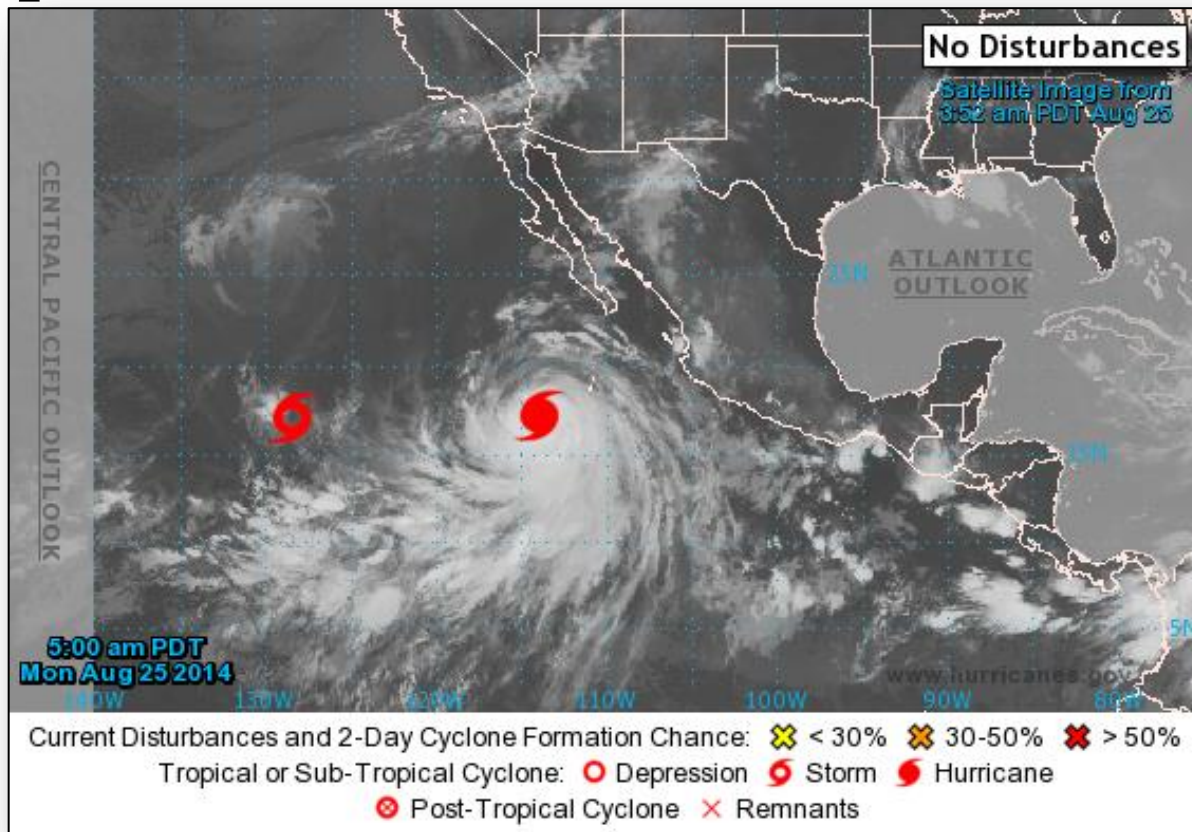 No Disturbances
Satellite Image from
3:52 am PDT Aug 25
CENTRAL PACIFIC OUTLOOK
ATLANTIC
OUTLOOK
25N
15N
5N
5:00 am PDT
Mon Aug 25 2014
www.hurricanes.gov
140W 130W 120W 110W 100W 90W 80W
Current Disturbances and 2-Day Cyclone Formation Chance: < 30% 30-50% > 50%
Tropical or Sub-Tropical Cyclone: Depression Storm Hurricane
Post-Tropical Cyclone Remnants